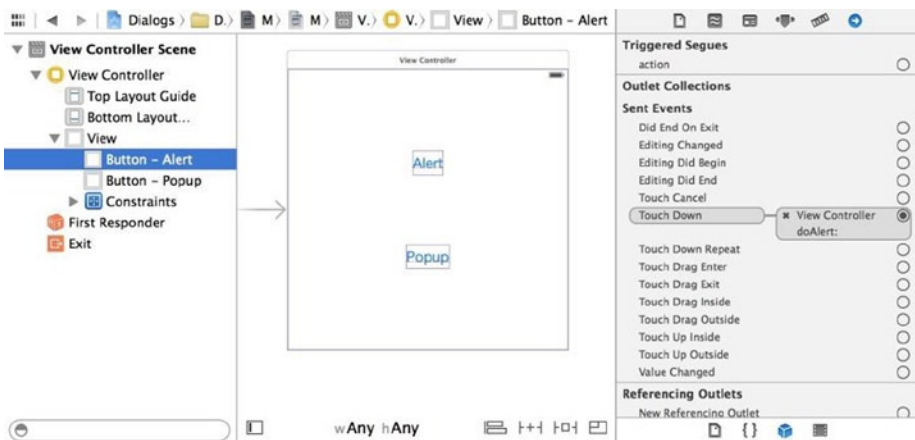 Dialogs D.) M) M) V.) V.) View Button – Alert
View Controller Scene
View Controller
Top Layout Guide
Bottom Layout...
View
Button – Alert
Button – Popup
Constraints
First Responder
Exit
View Controller
Alert
Popup
wAny hAny
Triggered Segues
action
Outlet Collections
Sent Events
Did End On Exit
Editing Changed
Editing Did Begin
Editing Did End
Touch Cancel
Touch Down
View Controller
doAlert:
Touch Down Repeat
Touch Drag Enter
Touch Drag Exit
Touch Drag Inside
Touch Drag Outside
Touch Up Inside
Touch Up Outside
Value Changed
Referencing Outlets
New Referencing Outlet